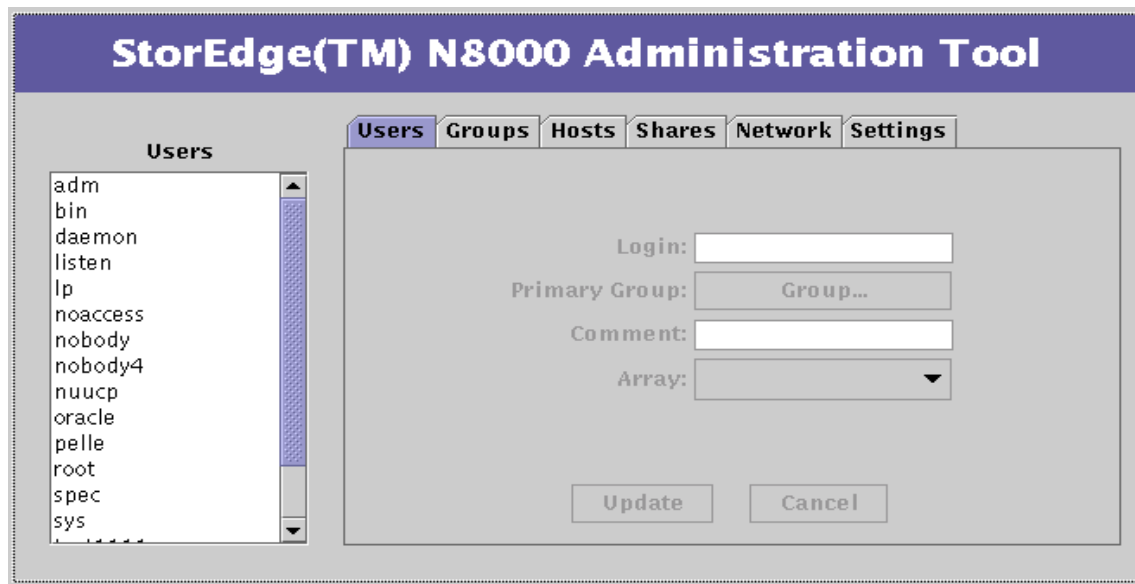 StorEdge(TM) N8000 Administration Tool
Users Groups Hosts Shares Network Settings
Users
adm
bin
daemon
listen
lp
noaccess
nobody
nobody4
nuucp
oracle
pelle
root
spec
sys
Login:
Primary Group: Group...
Comment:
Array:
Update Cancel